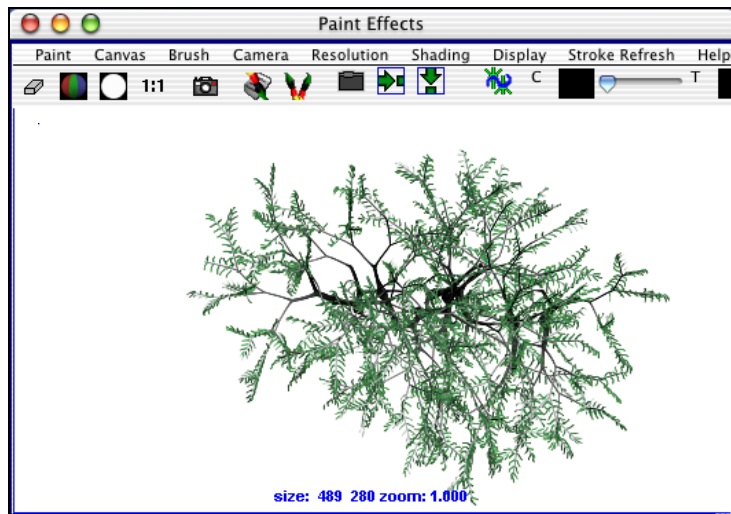 Paint Effects
Paint Canvas Brush Camera Resolution Shading Display Stroke Refresh Help
1:1 C T
size: 489 280 zoom: 1.000